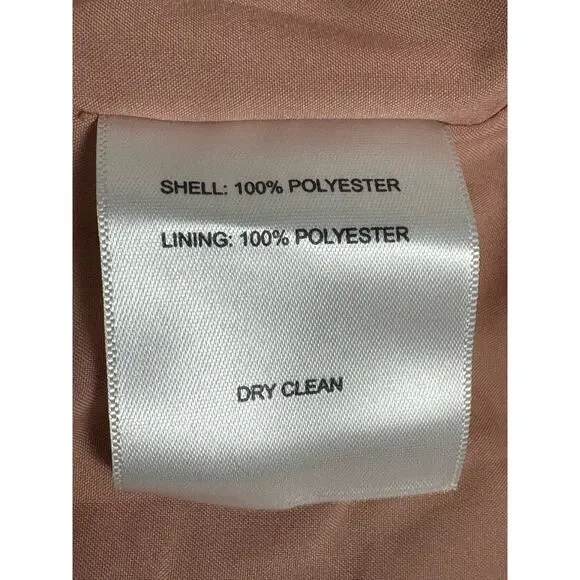 SHELL: 100% POLYESTER
LINING: 100% POLYESTER
DRY CLEAN